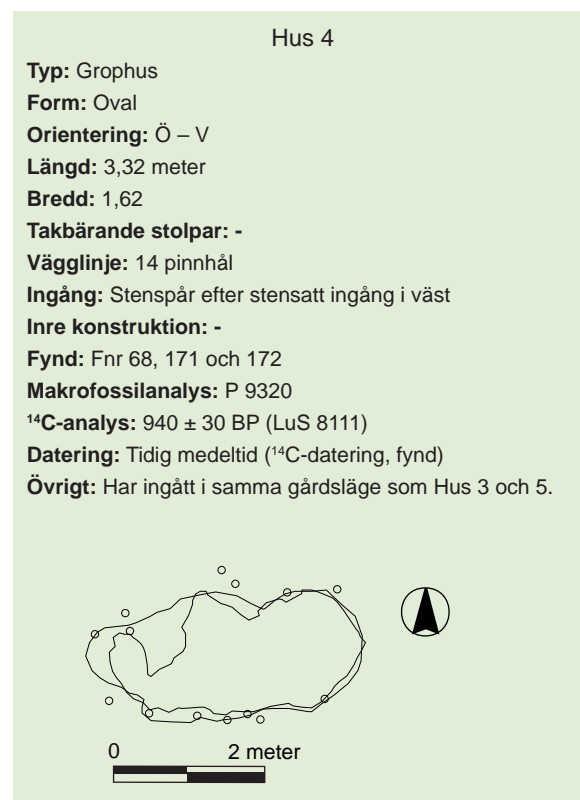 Hus 4
Typ: Grophus
Form: Oval
Orientering: Ö – V
Längd: 3,32 meter
Bredd: 1,62
Takbärande stolpar: -
Vägglinje: 14 pinnhål
Ingång: Stenspår efter stensatt ingång i väst
Inre konstruktion: -
Fynd: Fnr 68, 171 och 172
Makrofossilanalys: P 9320
¹⁴C-analys: 940 ± 30 BP (LuS 8111)
Datering: Tidig medeltid (¹⁴C-datering, fynd)
Övrigt: Har ingått i samma gårdsläge som Hus 3 och 5.
0 2 meter